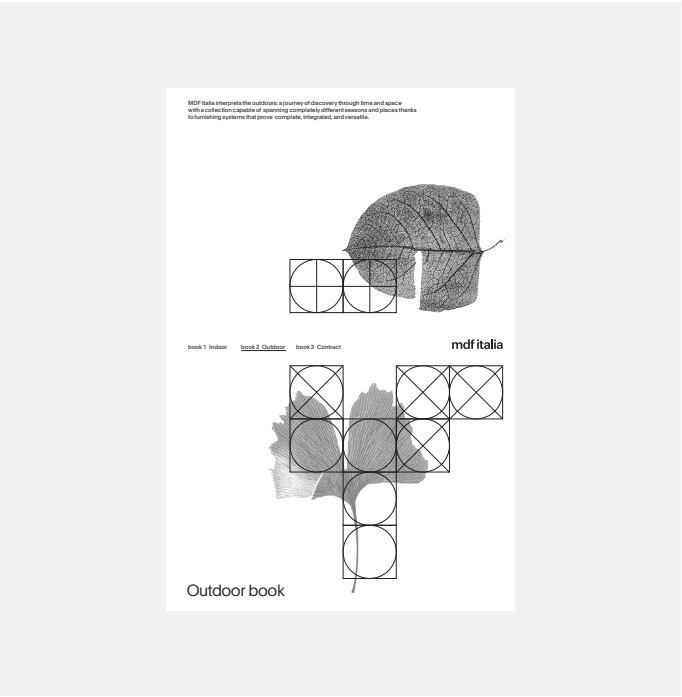 MDF Italia interprets the outdoors: a journey of discovery through time and space
with a collection capable of spanning completely different seasons and places thanks
to furnishing systems that prove complete, integrated, and versatile.
book 1 Indoor book 2 Outdoor book 3 Contract
mdf italia
Outdoor book